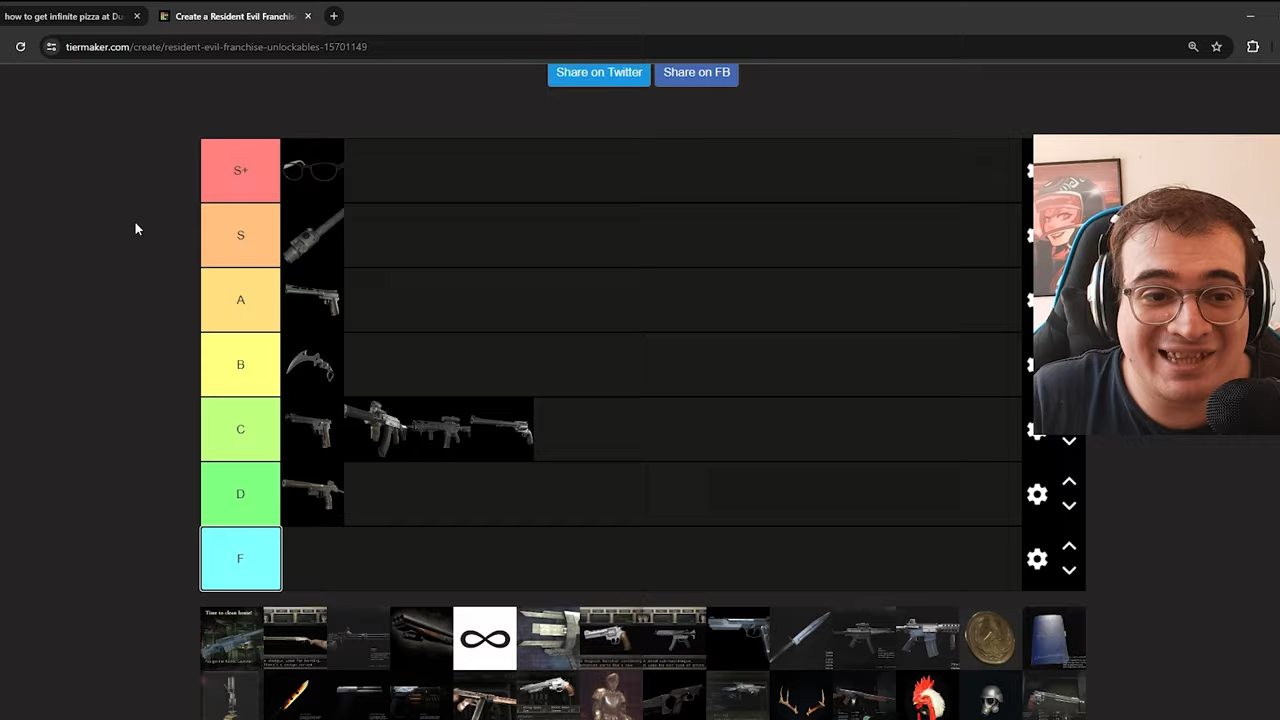 how to get infinite pizza at Du
Create a Resident Evil Franchis
tiermaker.com/create/resident-evil-franchise-unlockables-15701149
Share on Twitter
Share on FB
S+
S
A
B
C
D
F
Time to clean home!